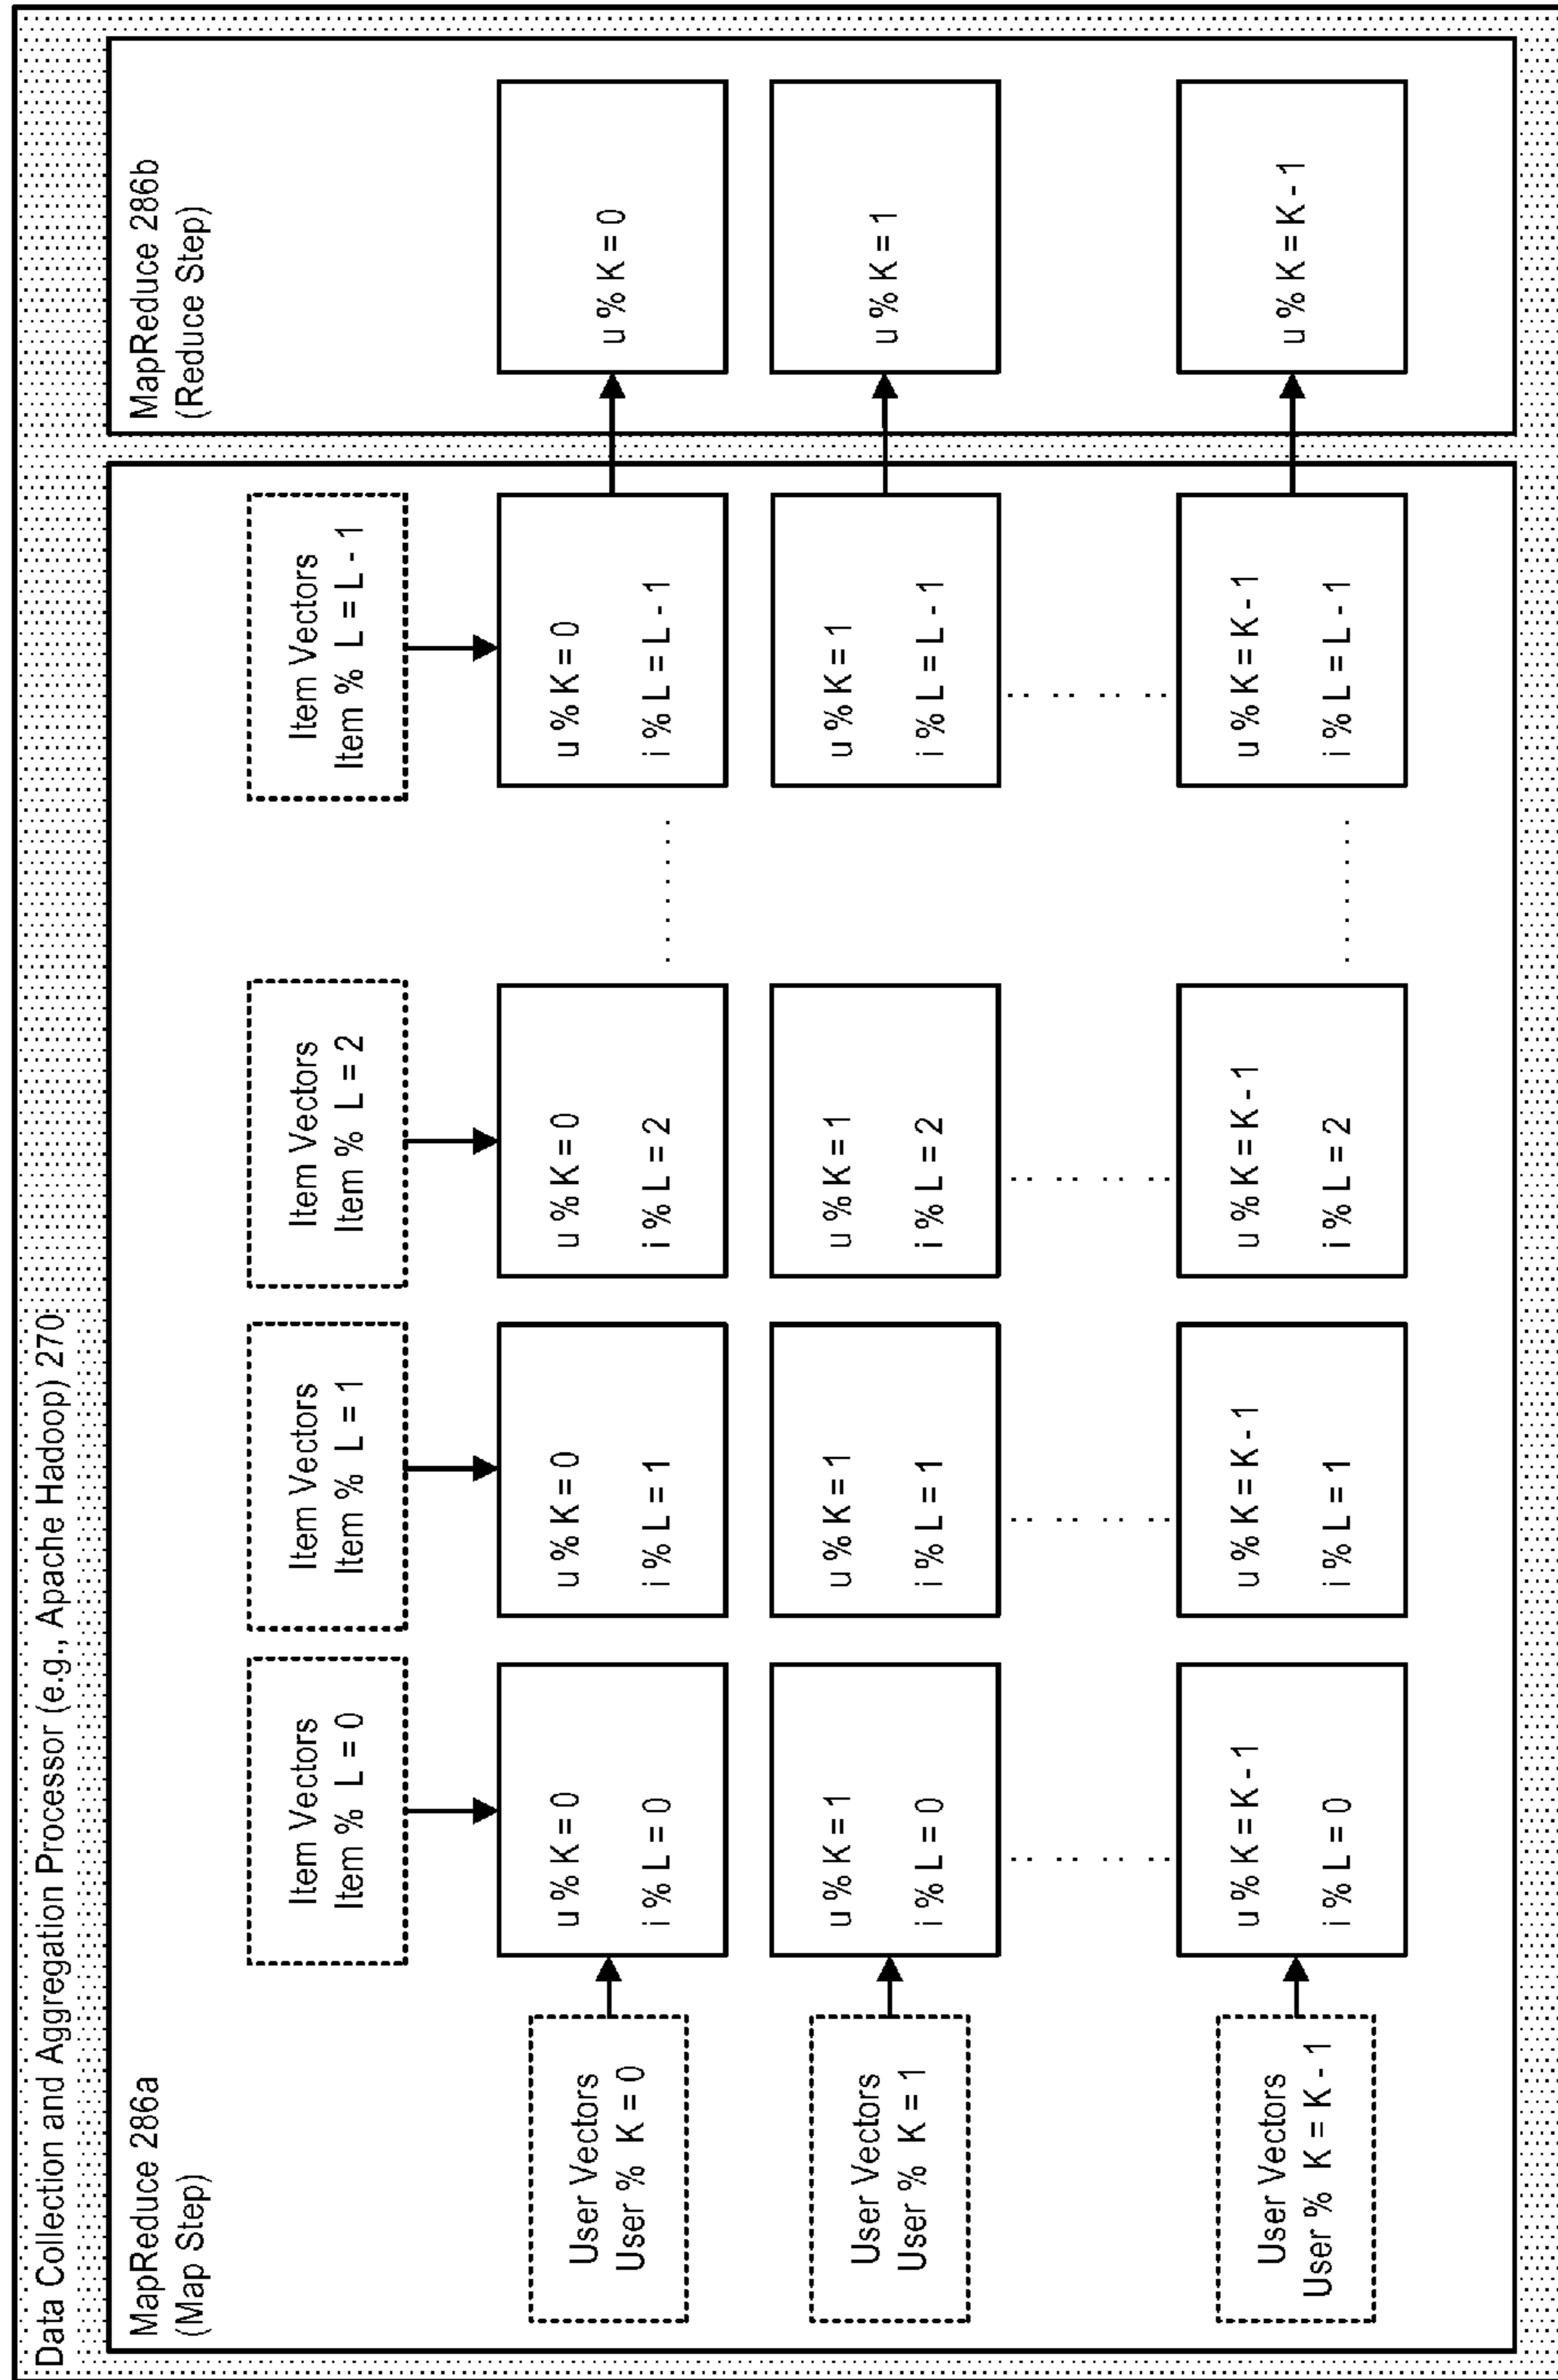 Data Collection and Aggregation Processor (e.g., Apache Hadoop) 270
MapReduce 286a
(Map Step)
Item Vectors
Item % L = 0
Item Vectors
Item % L = 1
Item Vectors
Item % L = 2
Item Vectors
Item % L = L - 1
User Vectors
User % K = 0
u % K = 0
i % L = 0
u % K = 0
i % L = 1
u % K = 0
i % L = 2
u % K = 0
i % L = L - 1
User Vectors
User % K = 1
u % K = 1
i % L = 0
u % K = 1
i % L = 1
u % K = 1
i % L = 2
u % K = 1
i % L = L - 1
User Vectors
User % K = K - 1
u % K = K - 1
i % L = 0
u % K = K - 1
i % L = 1
u % K = K - 1
i % L = 2
u % K = K - 1
i % L = L - 1
MapReduce 286b
(Reduce Step)
u % K = 0
u % K = 1
u % K = K - 1